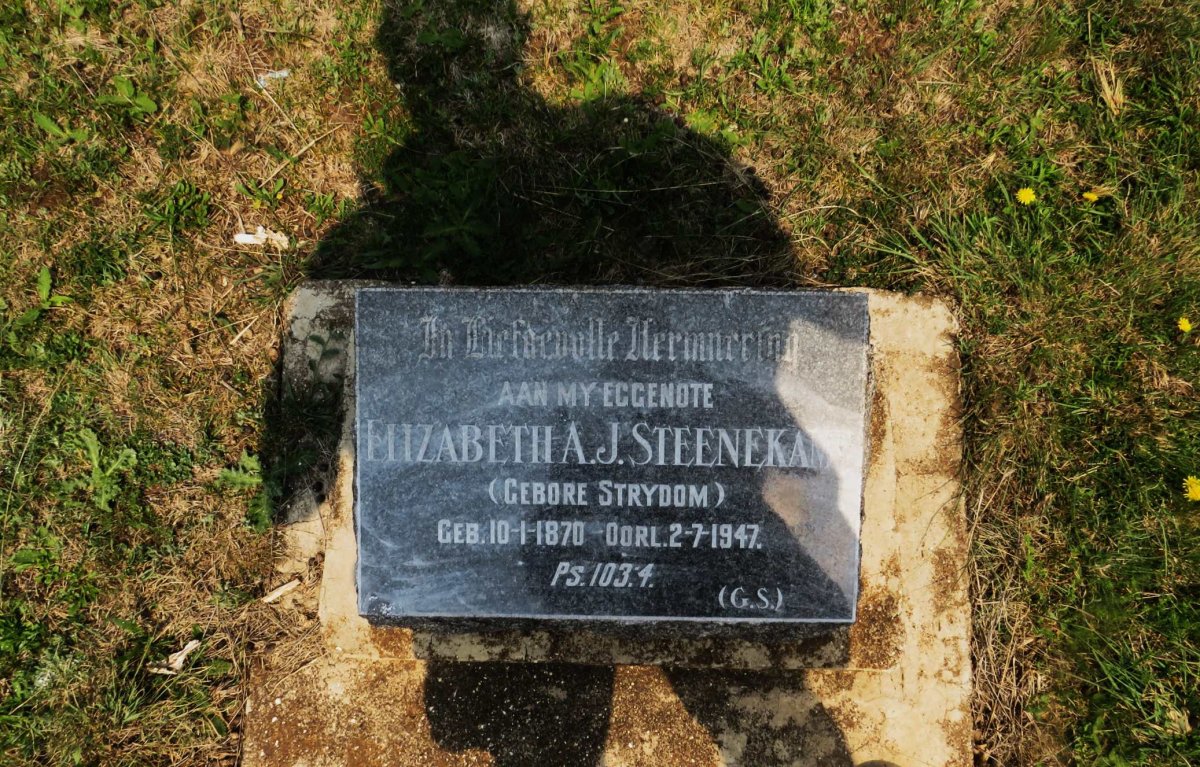 In Liefdevolle Herinnering
AAN MY EGGENOTE
ELIZABETH A.J. STEENEKAMP
(GEBORE STRYDOM)
GEB. 10-1-1870 - OORL. 2-7-1947.
PS. 103:4.
(G.S.)